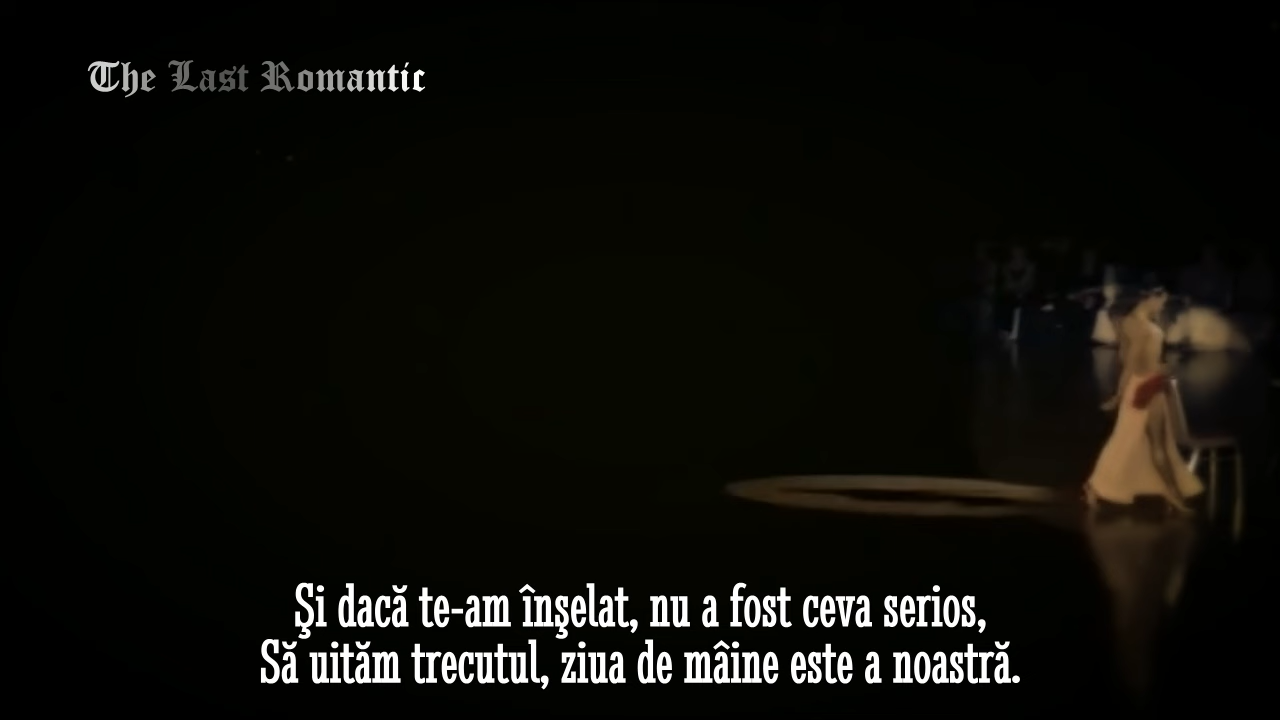 The Last Romantic
Şi dacă te-am înşelat, nu a fost ceva serios,
Să uităm trecutul, ziua de mâine este a noastră.